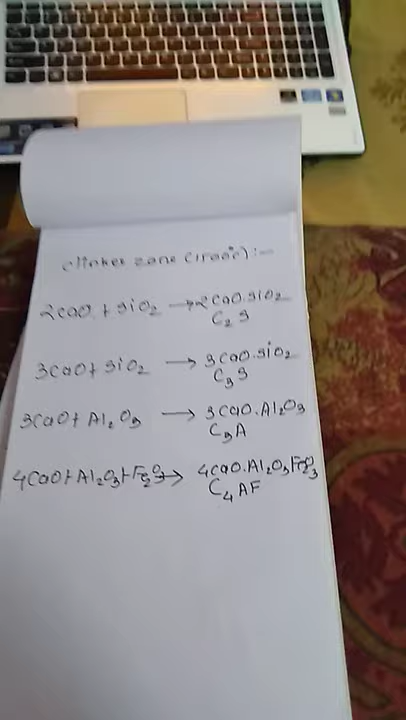 clinker zone (1700°C) :-
2CaO + SiO2 → 2CaO.SiO2
C2S
3CaO + SiO2 → 3CaO.SiO2
C3S
3CaO + Al2O3 → 3CaO.Al2O3
C3A
4CaO + Al2O3 + Fe2O3 → 4CaO.Al2O3.Fe2O3
C4AF